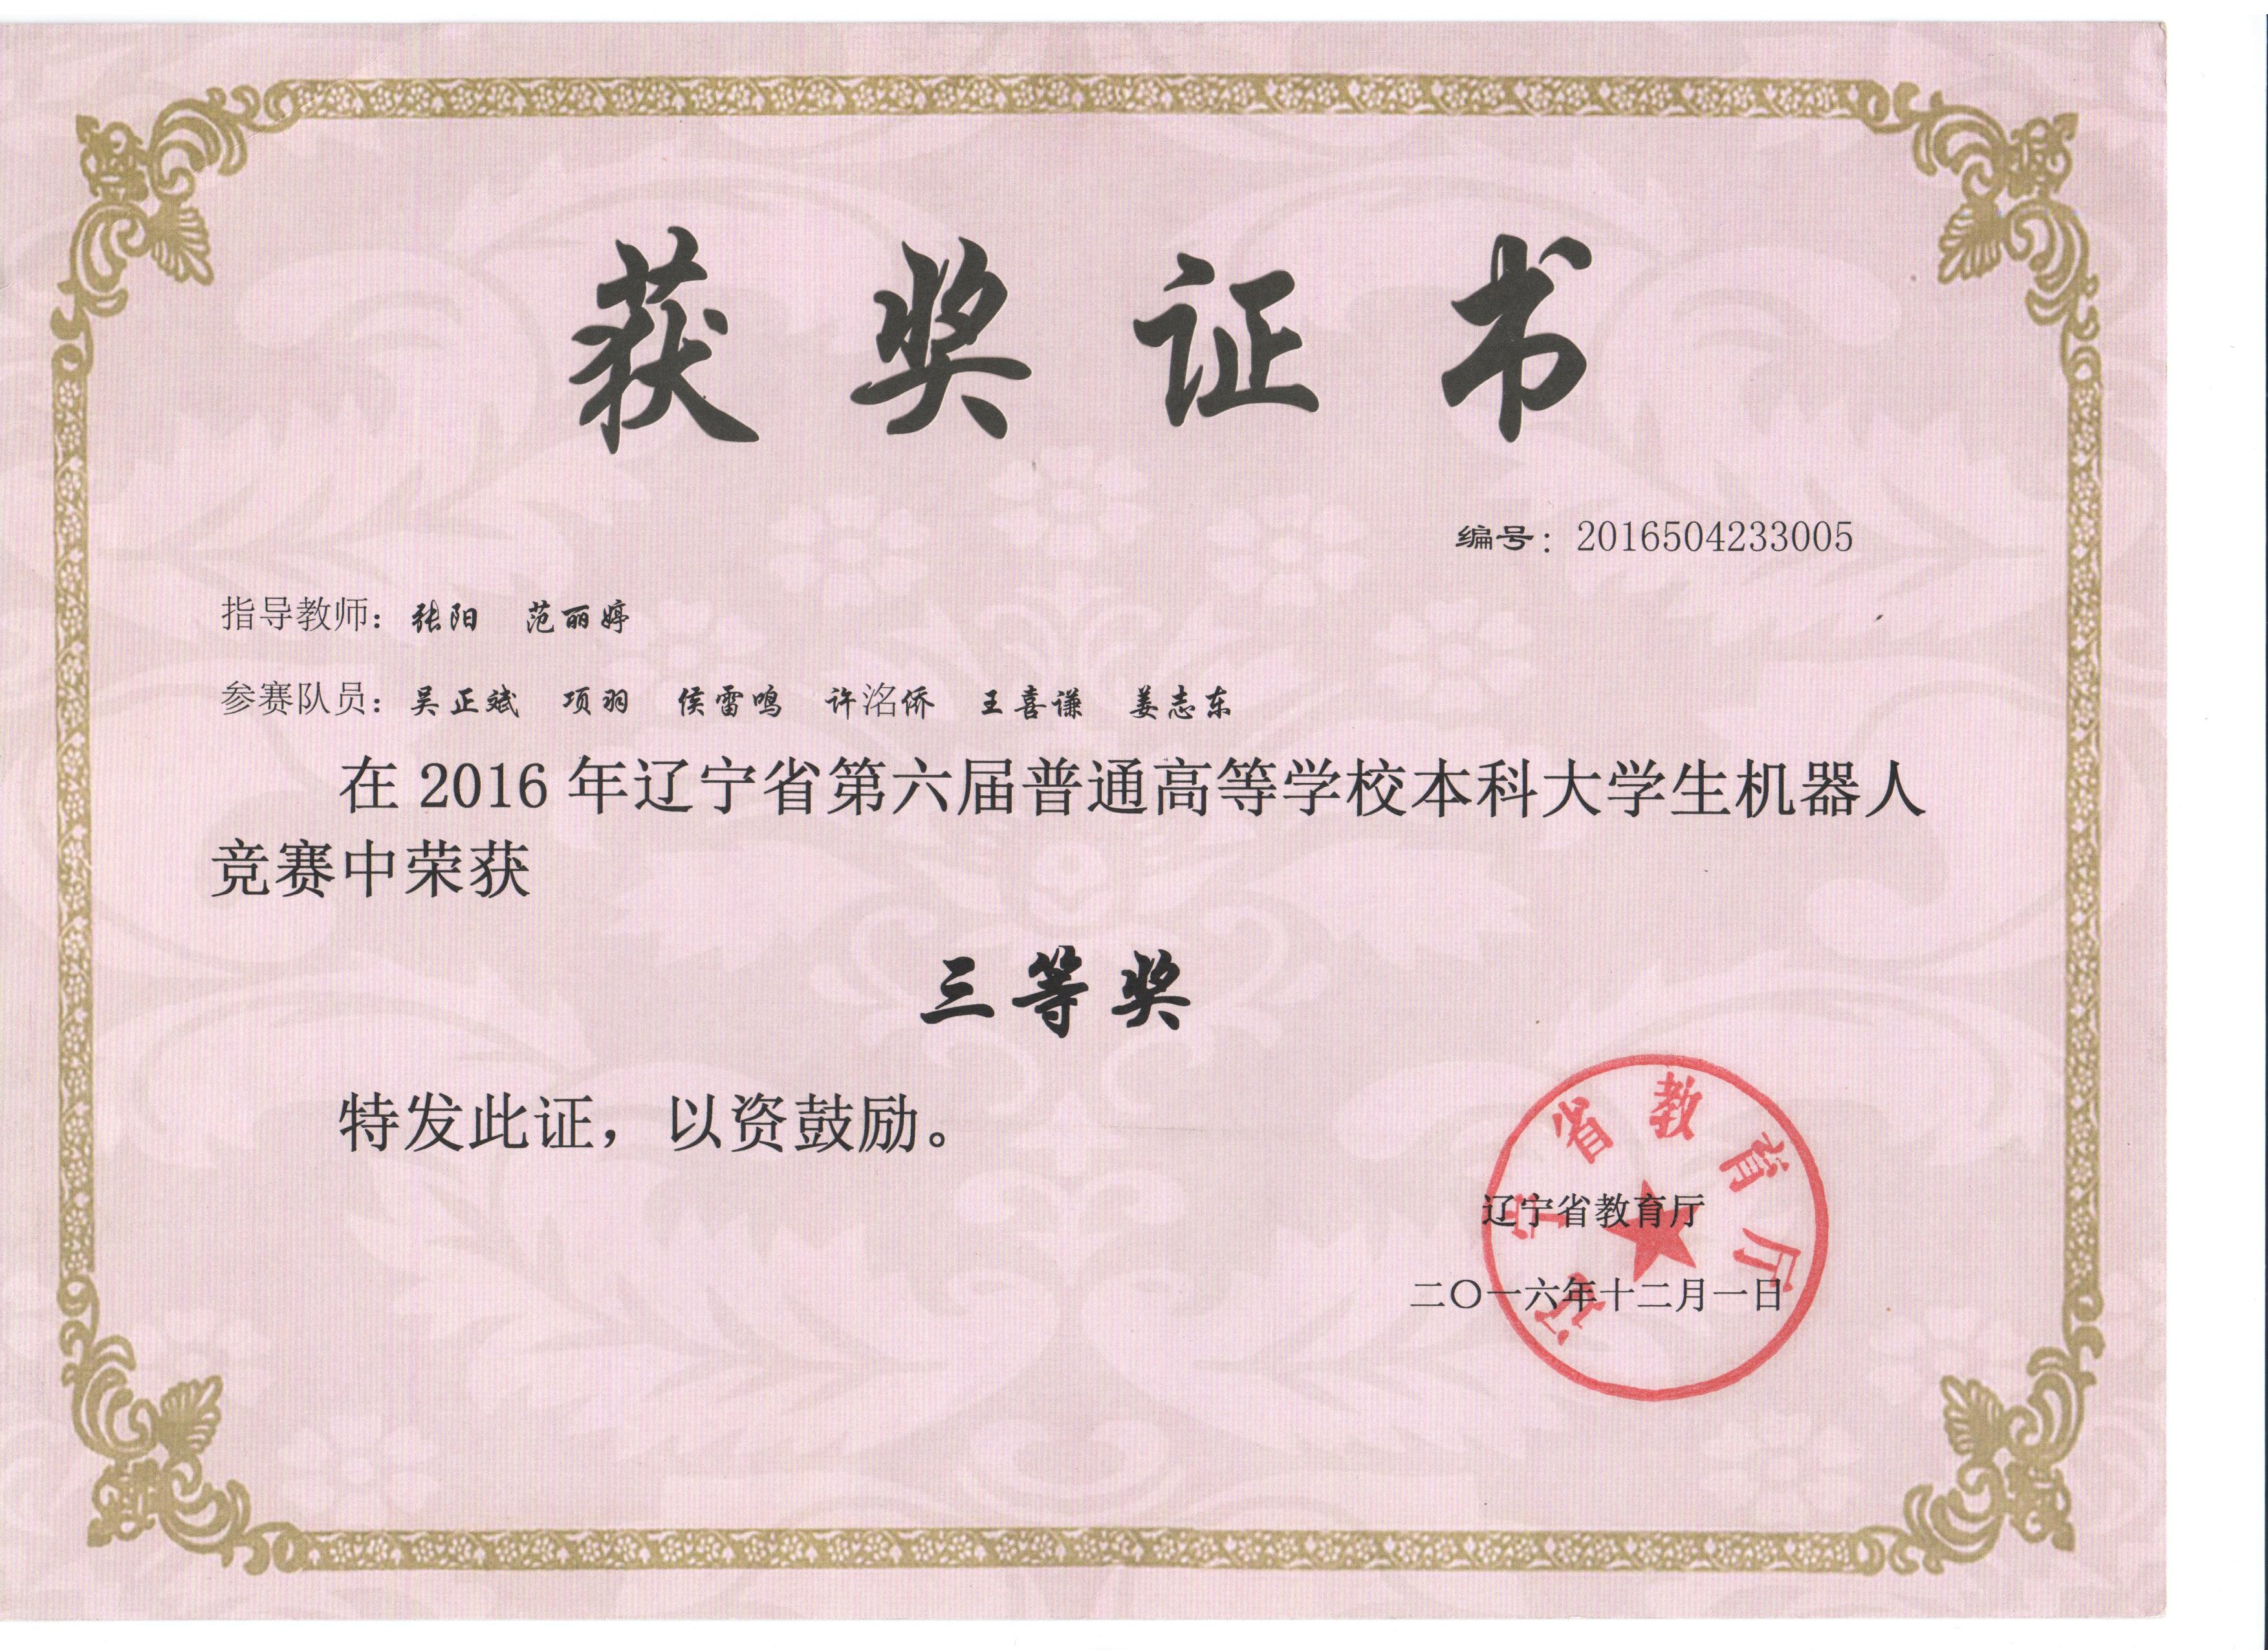 获奖证书
编号：2016504233005
指导教师：张阳 范丽婷
参赛队员：吴正斌 项羽 侯雷鸣 许洺侨 王喜谦 姜志东
在 2016 年辽宁省第六届普通高等学校本科大学生机器人
竞赛中荣获
三等奖
特发此证，以资鼓励。
辽宁省教育厅
辽宁省教育厅
二〇一六年十二月一日